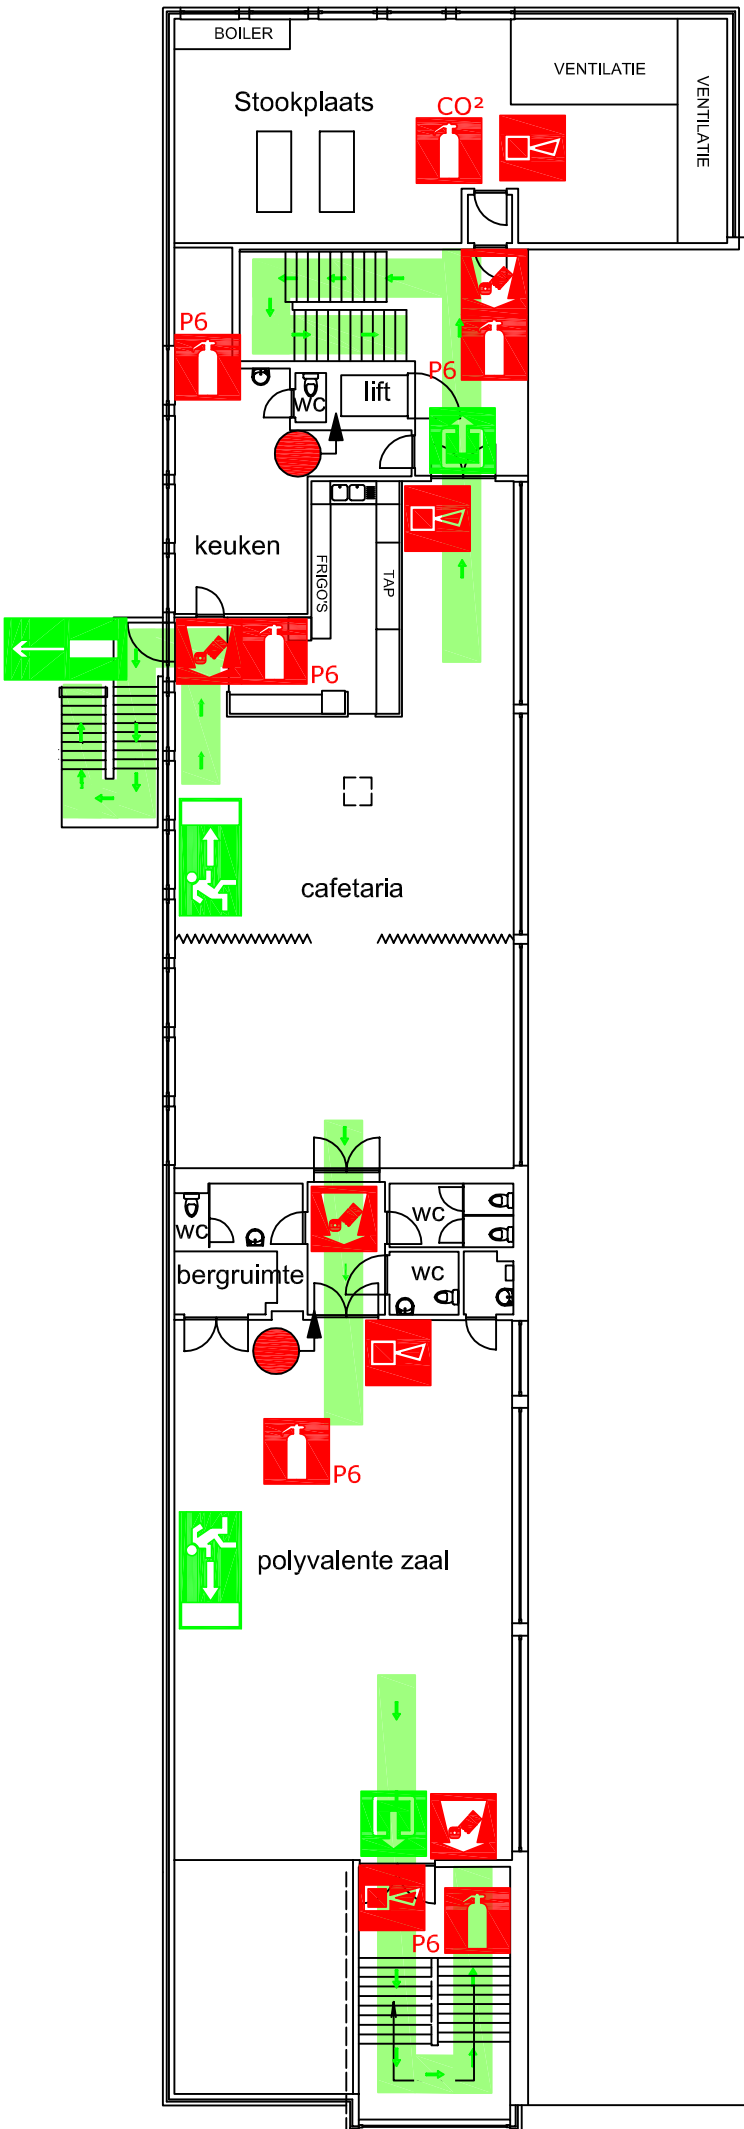 BOILER
VENTILATIE
VENTILATIE
Stookplaats
CO²
P6
P6
lift
wc
keuken
FRIGO'S
TAP
P6
cafetaria
wc
wc
bergruimte
wc
P6
polyvalente zaal
P6